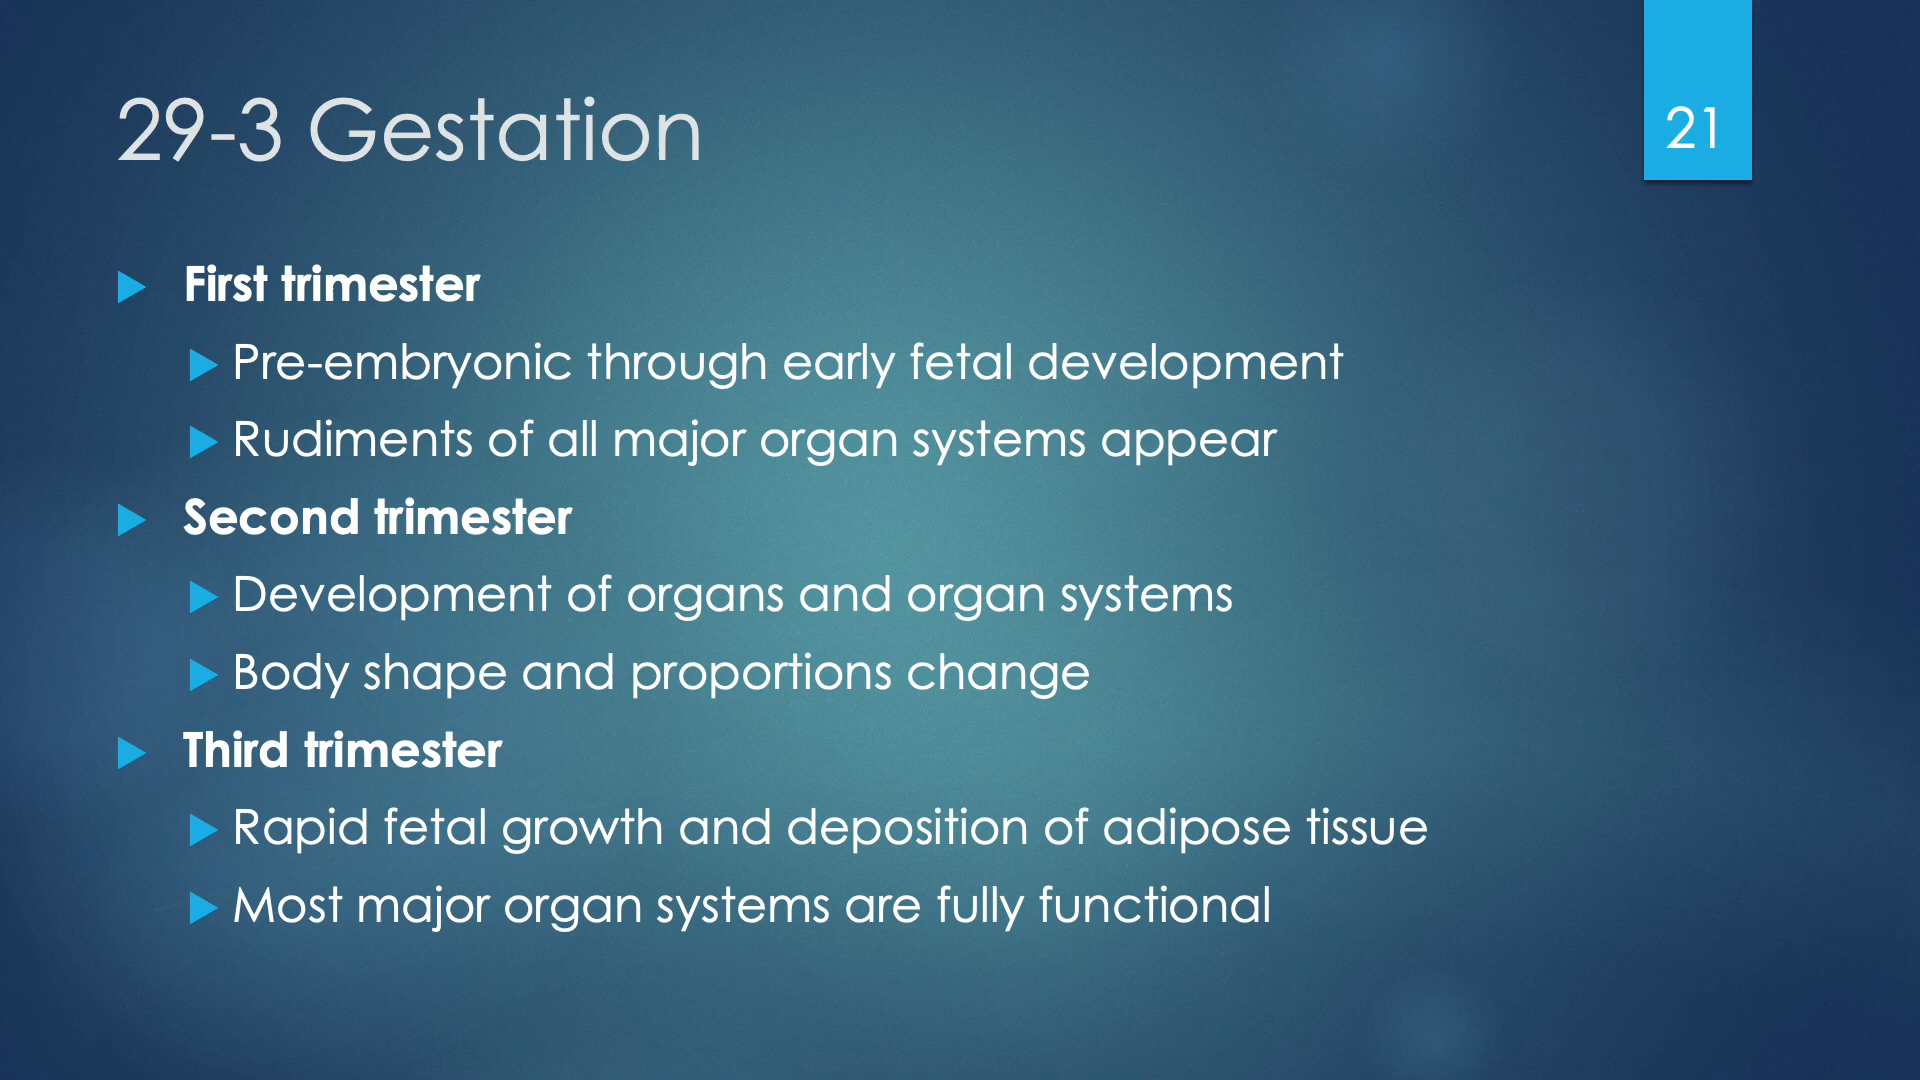 29-3 Gestation
21
First trimester
Pre-embryonic through early fetal development
Rudiments of all major organ systems appear
Second trimester
Development of organs and organ systems
Body shape and proportions change
Third trimester
Rapid fetal growth and deposition of adipose tissue
Most major organ systems are fully functional